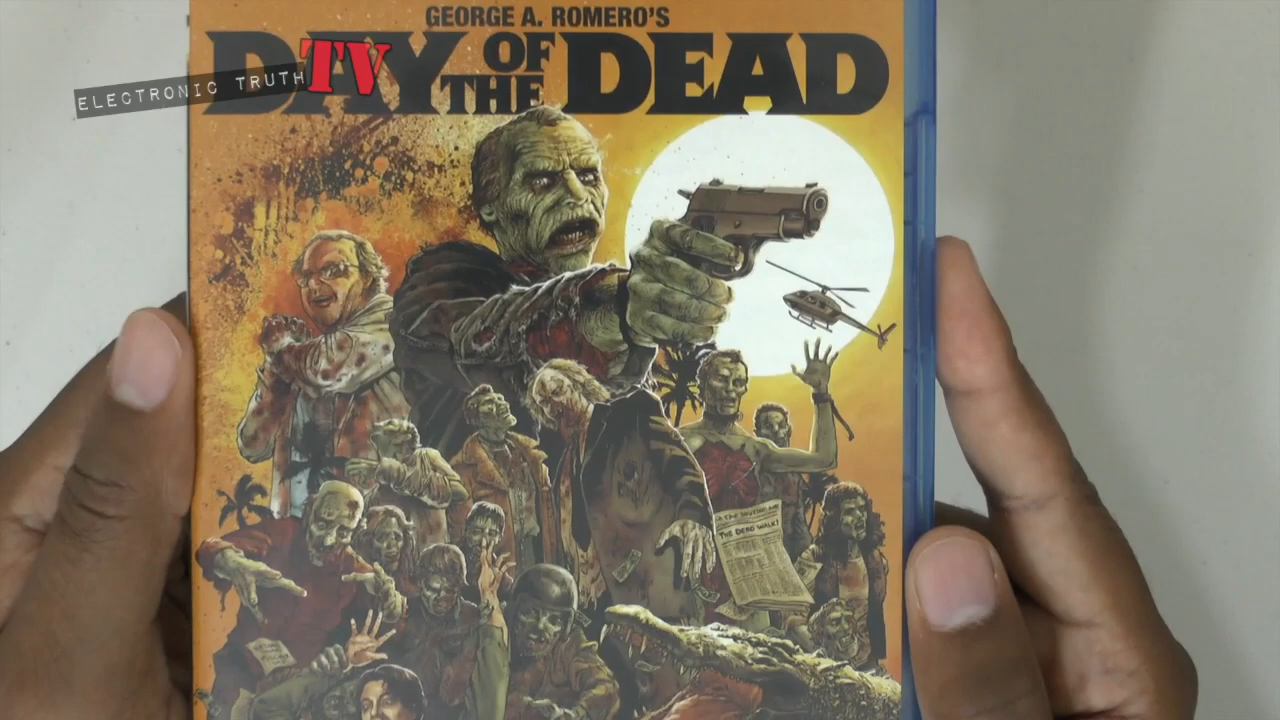 GEORGE A. ROMERO'S
DAY OF THE DEAD
ELECTRONIC TRUTH TV
THE DEAD WALK!